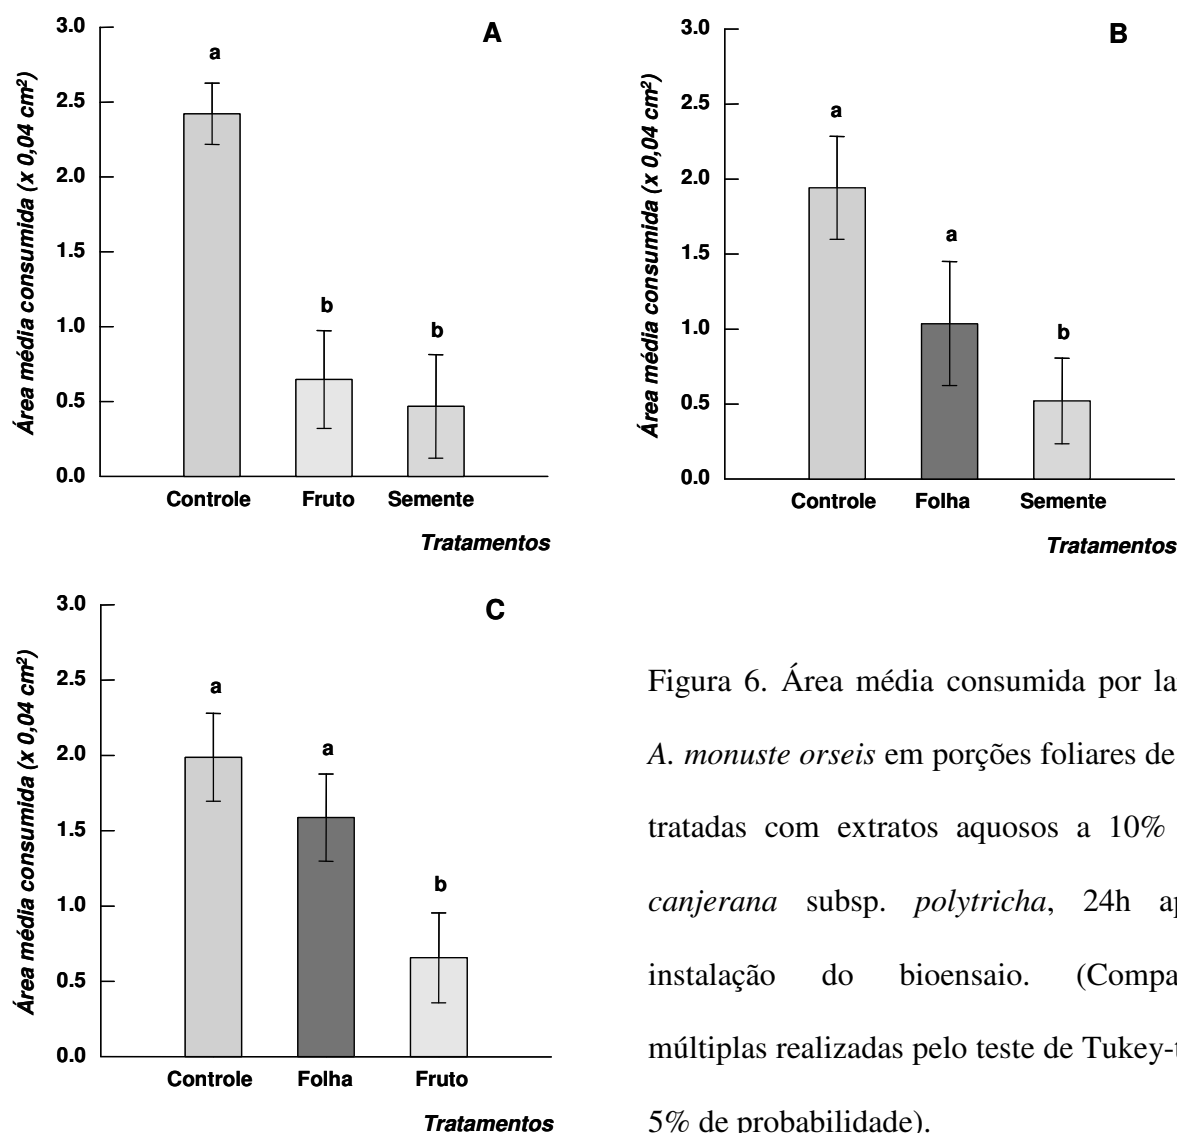 A
Área média consumida (x 0,04 cm²)
3.0
2.5
2.0
1.5
1.0
0.5
0.0
a
b
b
Controle Fruto Semente
Tratamentos
B
Área média consumida (x 0,04 cm²)
3.0
2.5
2.0
1.5
1.0
0.5
0.0
a
a
b
Controle Folha Semente
Tratamentos
C
Área média consumida (x 0,04 cm²)
3.0
2.5
2.0
1.5
1.0
0.5
0.0
a
a
b
Controle Folha Fruto
Tratamentos
Figura 6. Área média consumida por la
A. monuste orseis em porções foliares de
tratadas com extratos aquosos a 10%
canjerana subsp. polytricha, 24h ap
instalação do bioensaio. (Compa
múltiplas realizadas pelo teste de Tukey-t
5% de probabilidade).